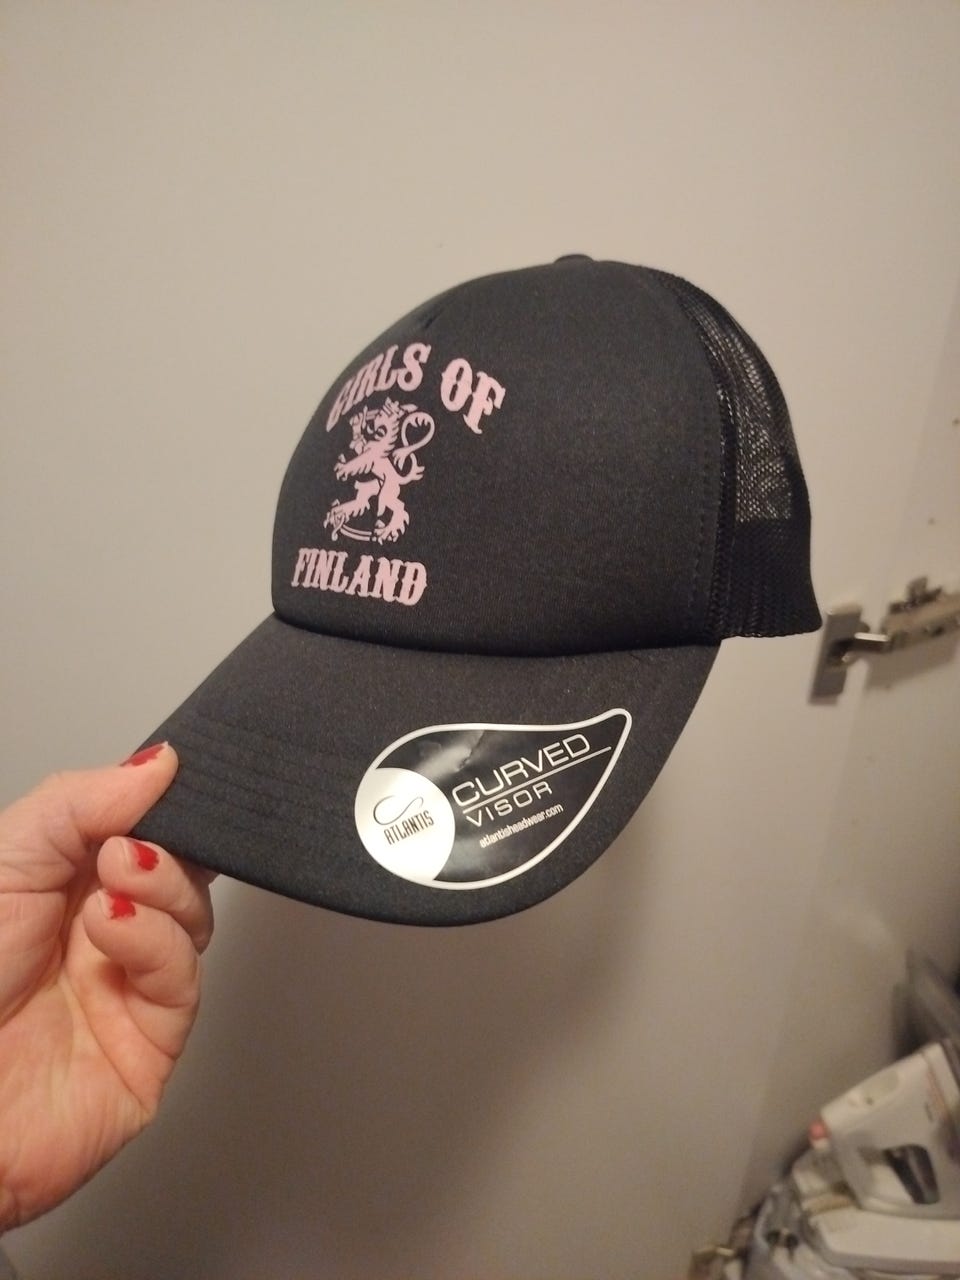 GIRLS OF
FINLAND
ATLANTIS
CURVED
VISOR
atlantisheadwear.com